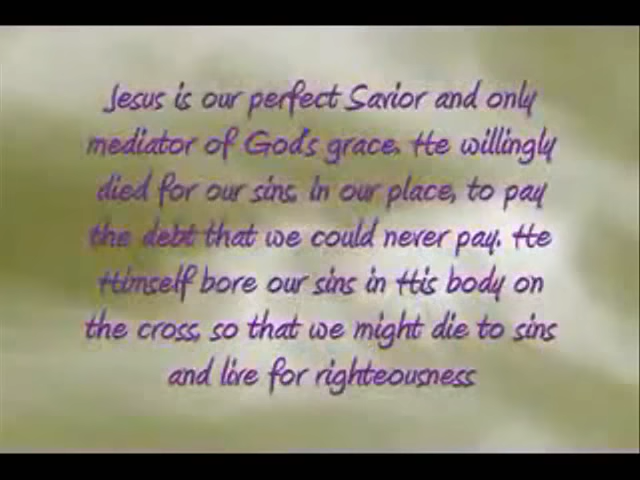 Jesus is our perfect Savior and only
mediator of God's grace. He willingly
died for our sins, in our place, to pay
the debt that we could never pay. He
Himself bore our sins in His body on
the cross, so that we might die to sins
and live for righteousness